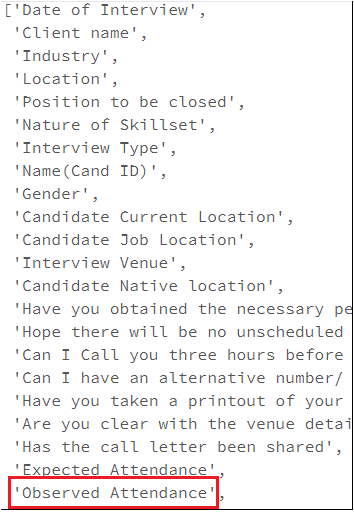 ['Date of Interview',
'Client name',
'Industry',
'Location',
'Position to be closed',
'Nature of Skillset',
'Interview Type',
'Name(Cand ID)',
'Gender',
'Candidate Current Location',
'Candidate Job Location',
'Interview Venue',
'Candidate Native location',
'Have you obtained the necessary pe
'Hope there will be no unscheduled
'Can I Call you three hours before
'Can I have an alternative number/
'Have you taken a printout of your
'Are you clear with the venue detai
'Has the call letter been shared',
'Expected Attendance',
'Observed Attendance',